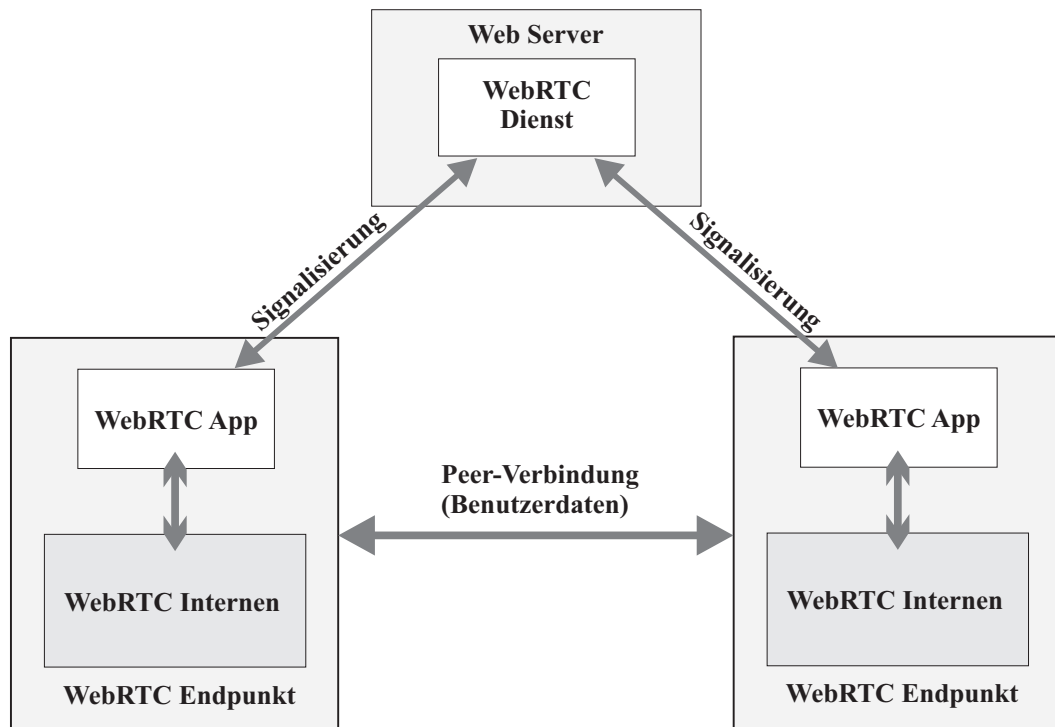 Web Server
WebRTC
Dienst
Signalisierung
Signalisierung
WebRTC App
WebRTC App
Peer-Verbindung
(Benutzerdaten)
WebRTC Internen
WebRTC Internen
WebRTC Endpunkt
WebRTC Endpunkt